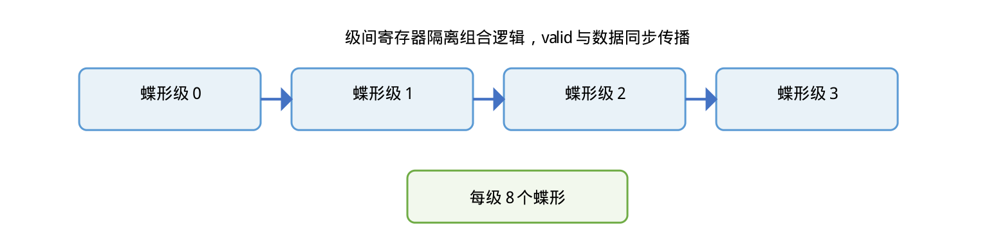 级间寄存器隔离组合逻辑，valid 与数据同步传播
蝶形级 0
蝶形级 1
蝶形级 2
蝶形级 3
每级 8 个蝶形